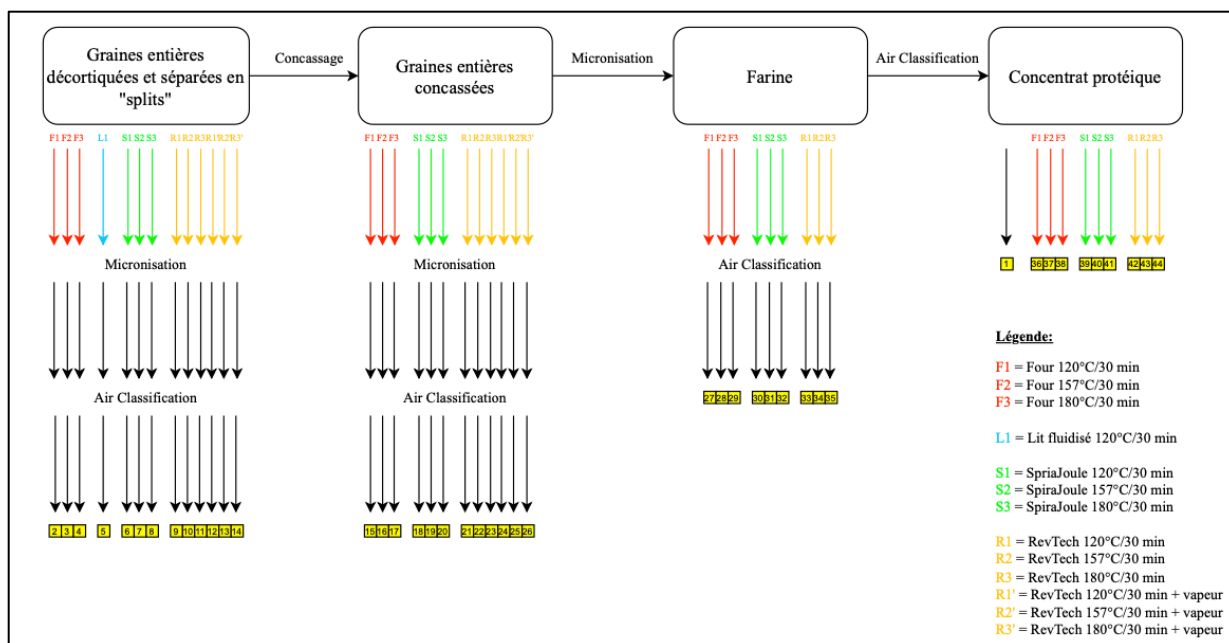 Graines entières
décortiquées et séparées en
"splits"
Concassage
Graines entières
concassées
Micronisation
Farine
Air Classification
Concentrat protéique
F1 F2 F3 L1 S1 S2 S3 R1 R2 R3 R1' R2' R3'
F1 F2 F3 S1 S2 S3 R1 R2 R3 R1' R2' R3'
F1 F2 F3 S1 S2 S3 R1 R2 R3
F1 F2 F3 S1 S2 S3 R1 R2 R3
Micronisation
Micronisation
Air Classification
1 36 37 38 39 40 41 42 43 44
Air Classification
Air Classification
27 28 29 30 31 32 33 34 35
2 3 4 5 6 7 8 9 10 11 12 13 14
15 16 17 18 19 20 21 22 23 24 25 26
Légende:
F1 = Four 120°C/30 min
F2 = Four 157°C/30 min
F3 = Four 180°C/30 min
L1 = Lit fluidisé 120°C/30 min
S1 = SpriaJoule 120°C/30 min
S2 = SpiraJoule 157°C/30 min
S3 = SpiraJoule 180°C/30 min
R1 = RevTech 120°C/30 min
R2 = RevTech 157°C/30 min
R3 = RevTech 180°C/30 min
R1' = RevTech 120°C/30 min + vapeur
R2' = RevTech 157°C/30 min + vapeur
R3' = RevTech 180°C/30 min + vapeur